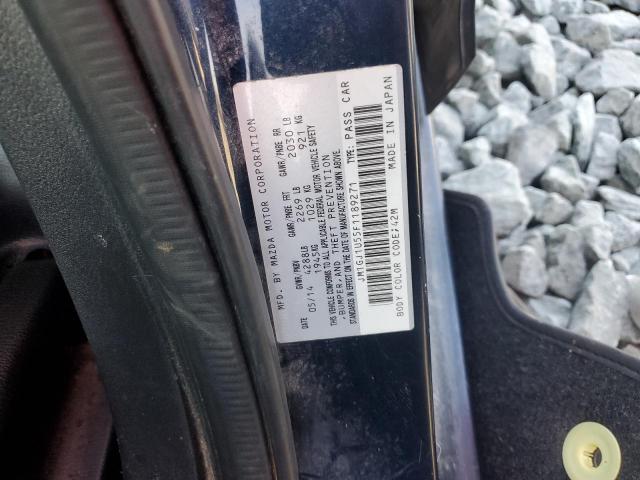 MFD. BY MAZDA MOTOR CORPORATION
DATE GVWR/PNBV GAWR/PNBE FRT GAWR/PNBE RR
05/14 4288LB 2269 LB 2030 LB
1945KG 1029 KG 921 KG
THIS VEHICLE CONFORMS TO ALL APPLICABLE FEDERAL MOTOR VEHICLE SAFETY
, BUMPER, AND THEFT PREVENTION
STANDARDS IN EFFECT ON THE DATE OF MANUFACTURE SHOWN ABOVE.
JM1GJ1U55F1189271 TYPE: PASS CAR
BODY COLOR CODE:42M MADE IN JAPAN